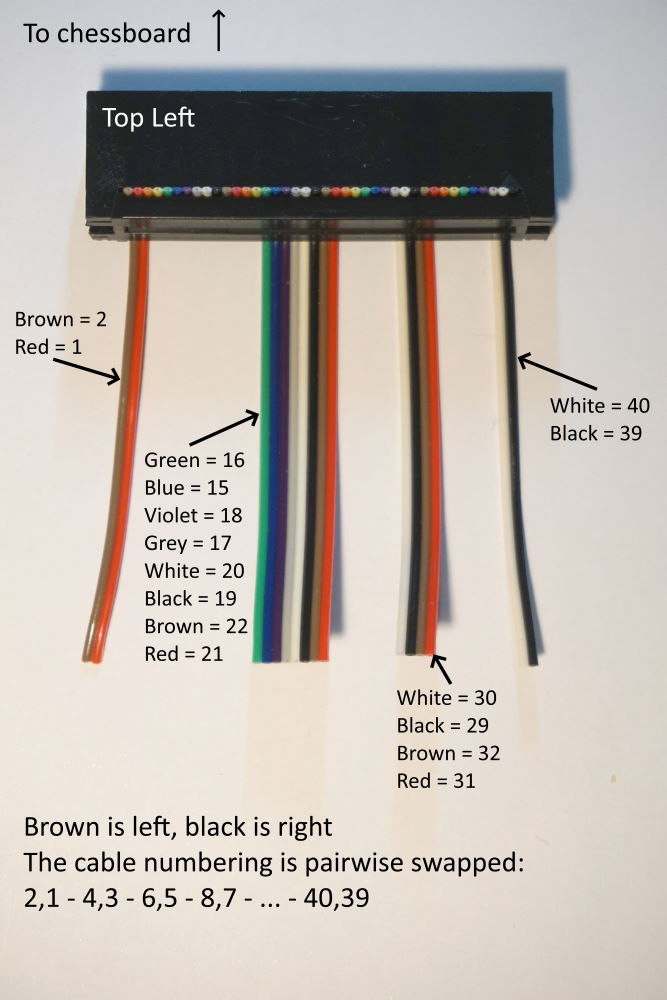 To chessboard
Top Left
Brown = 2
Red = 1
White = 40
Black = 39
Green = 16
Blue = 15
Violet = 18
Grey = 17
White = 20
Black = 19
Brown = 22
Red = 21
White = 30
Black = 29
Brown = 32
Red = 31
Brown is left, black is right
The cable numbering is pairwise swapped:
2,1 - 4,3 - 6,5 - 8,7 - ... - 40,39